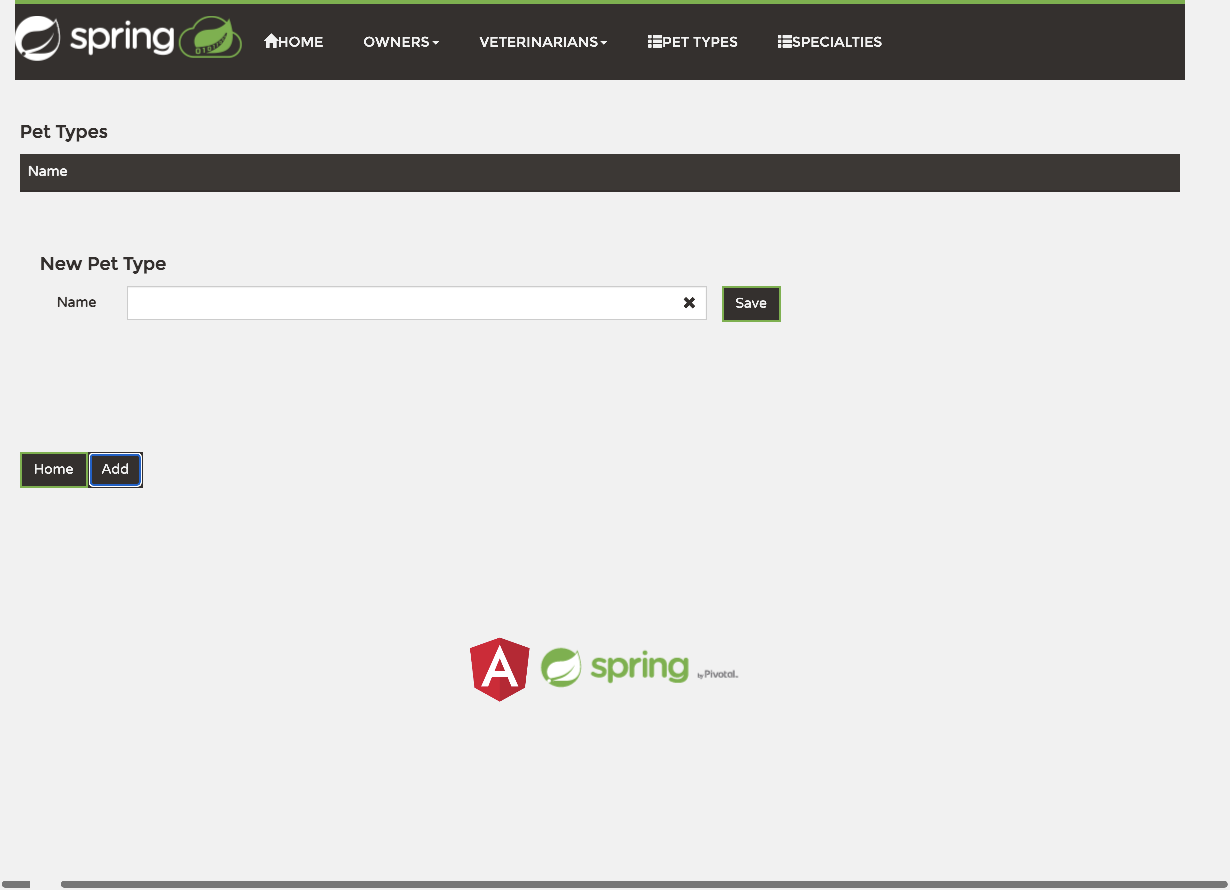 spring HOME OWNERS VETERINARIANS PET TYPES SPECIALTIES
Pet Types
Name
New Pet Type
Name Save
Home Add
spring by Pivotal.